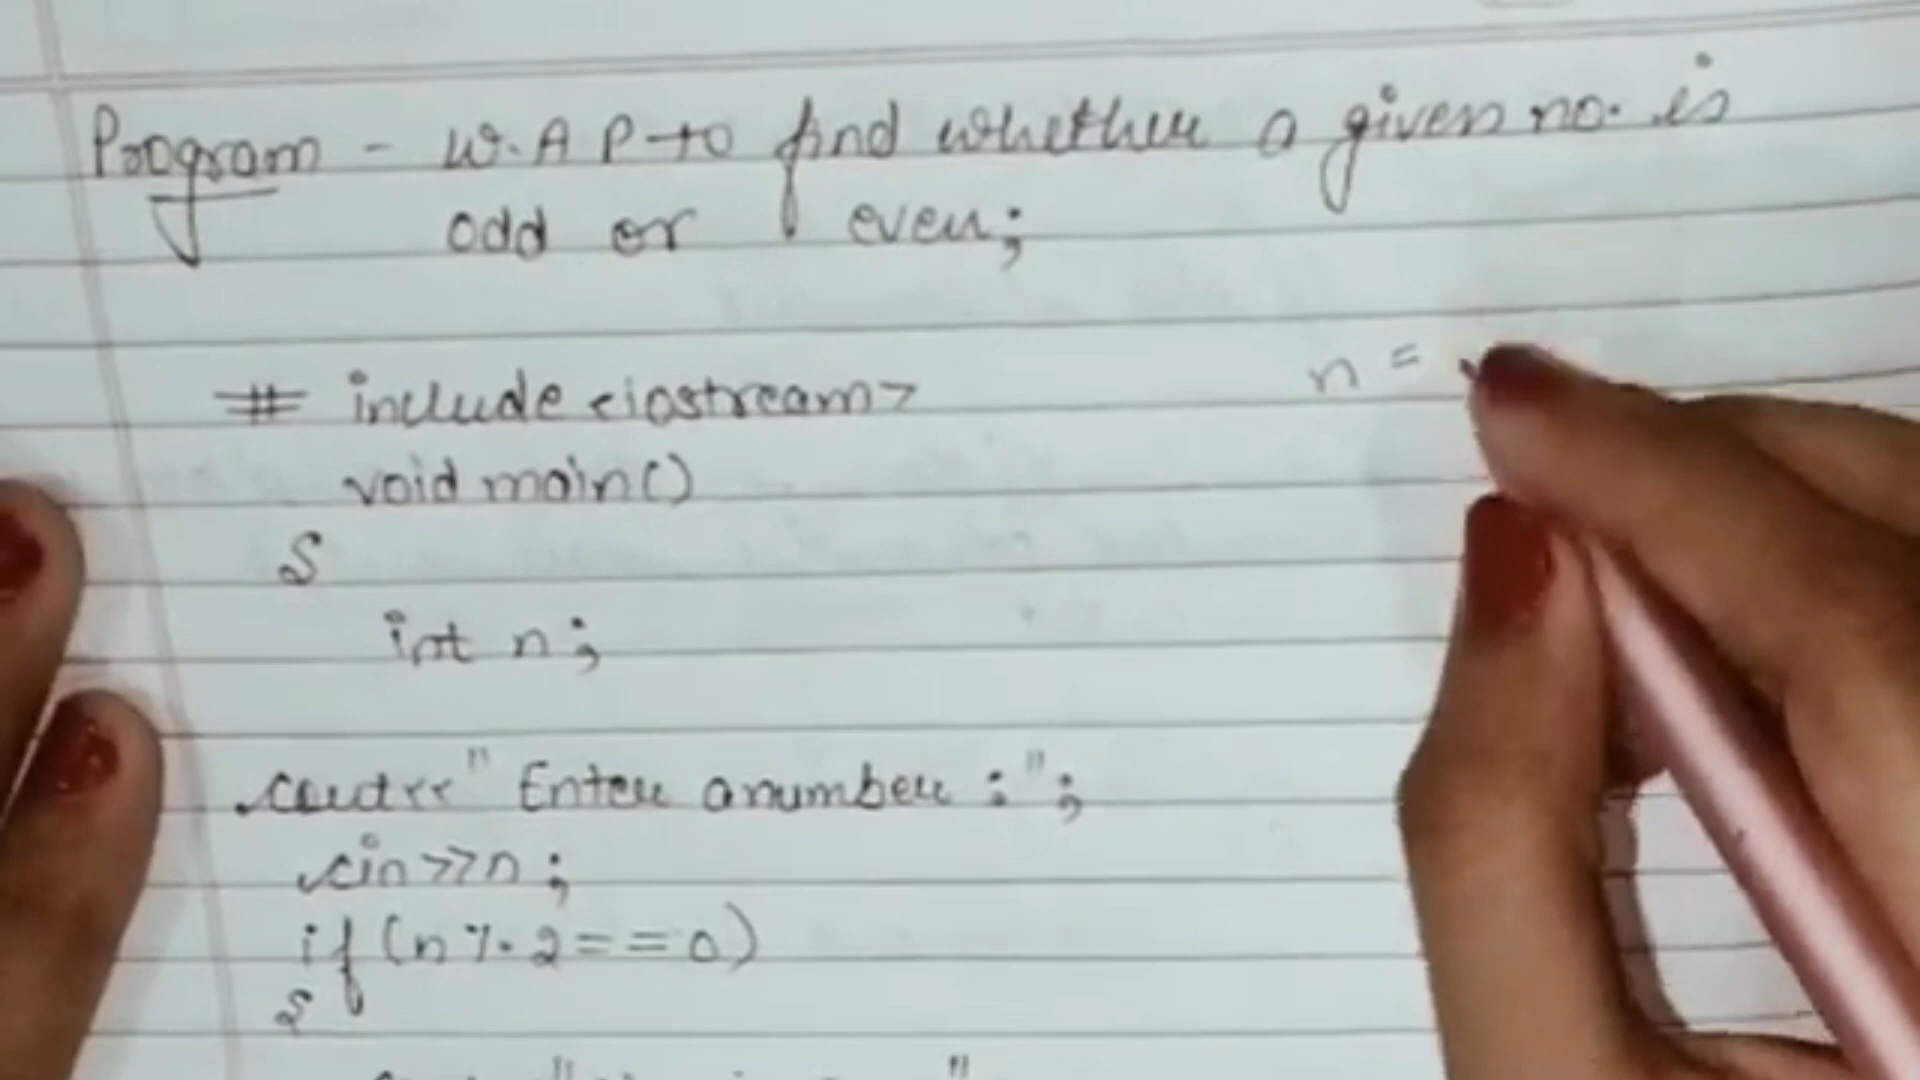 Program - W.A P to find whether a given no. is
odd or even;
n =
# include <iostream>
void main()
{
int n;
cout<<" Enter a number : ";
cin>>n;
if (n % 2 = = 0)
{